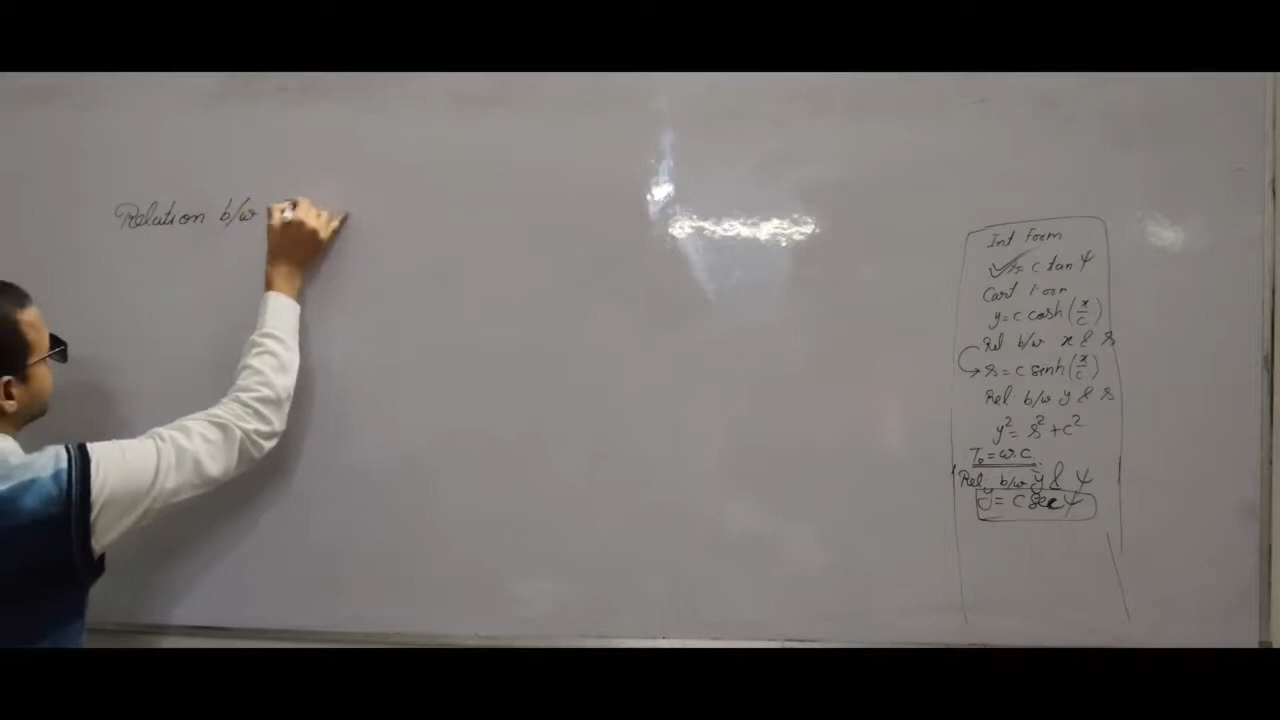 Relation b/w
Int Form
s = c tan ψ
Cart Form
y = c cosh (x/c)
Rel b/w x & s
→ s = c sinh (x/c)
Rel. b/w y & s
y² = s² + c²
T₀ = w.c.
Rel b/w y & ψ
y = c sec ψ